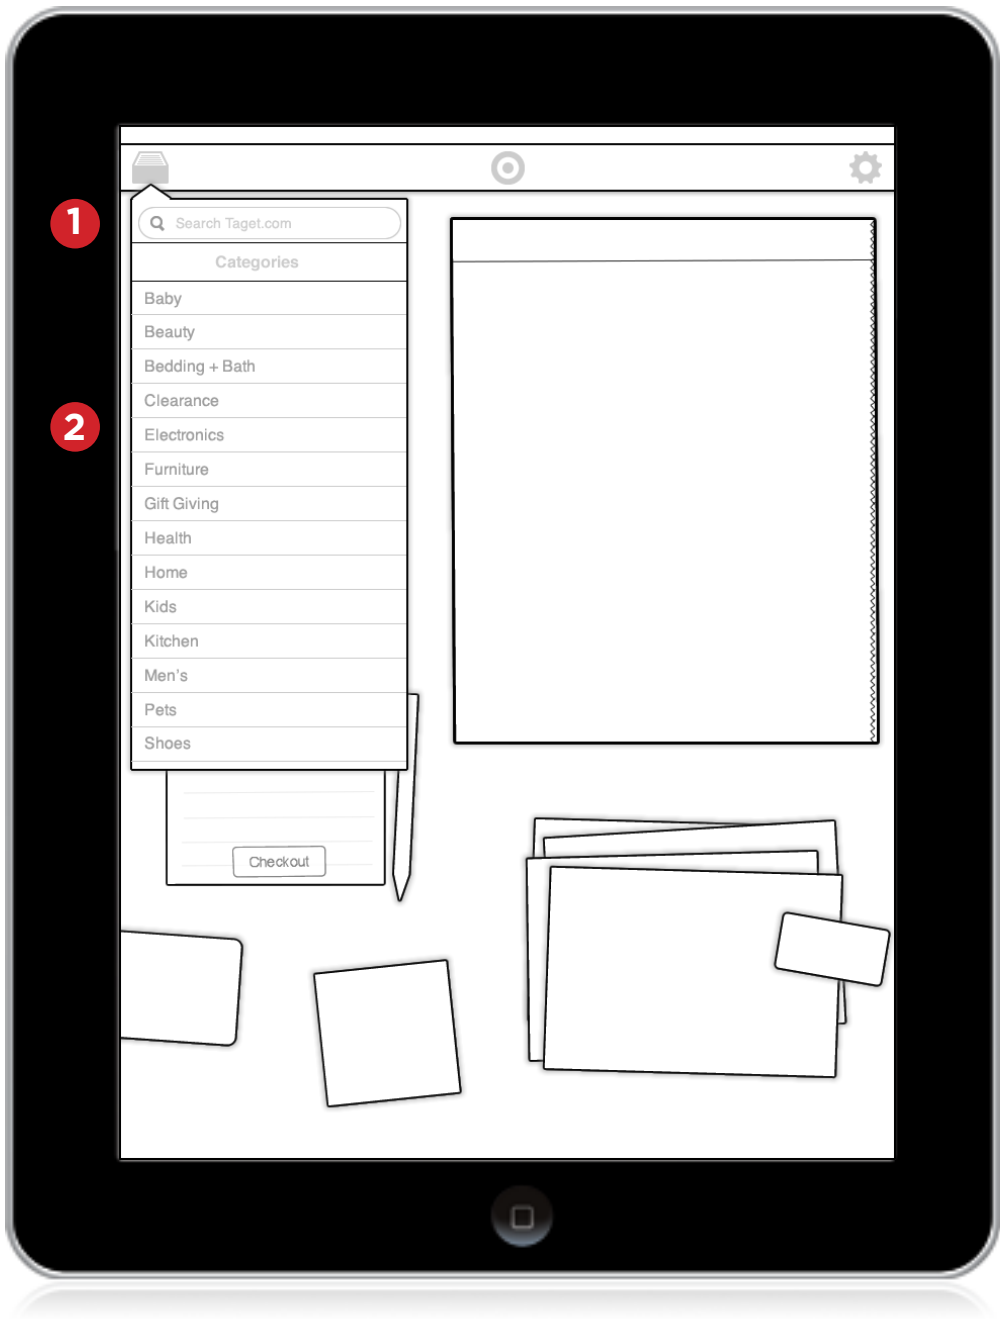 1
Search Taget.com
Categories
Baby
Beauty
Bedding + Bath
Clearance
2
Electronics
Furniture
Gift Giving
Health
Home
Kids
Kitchen
Men's
Pets
Shoes
Checkout